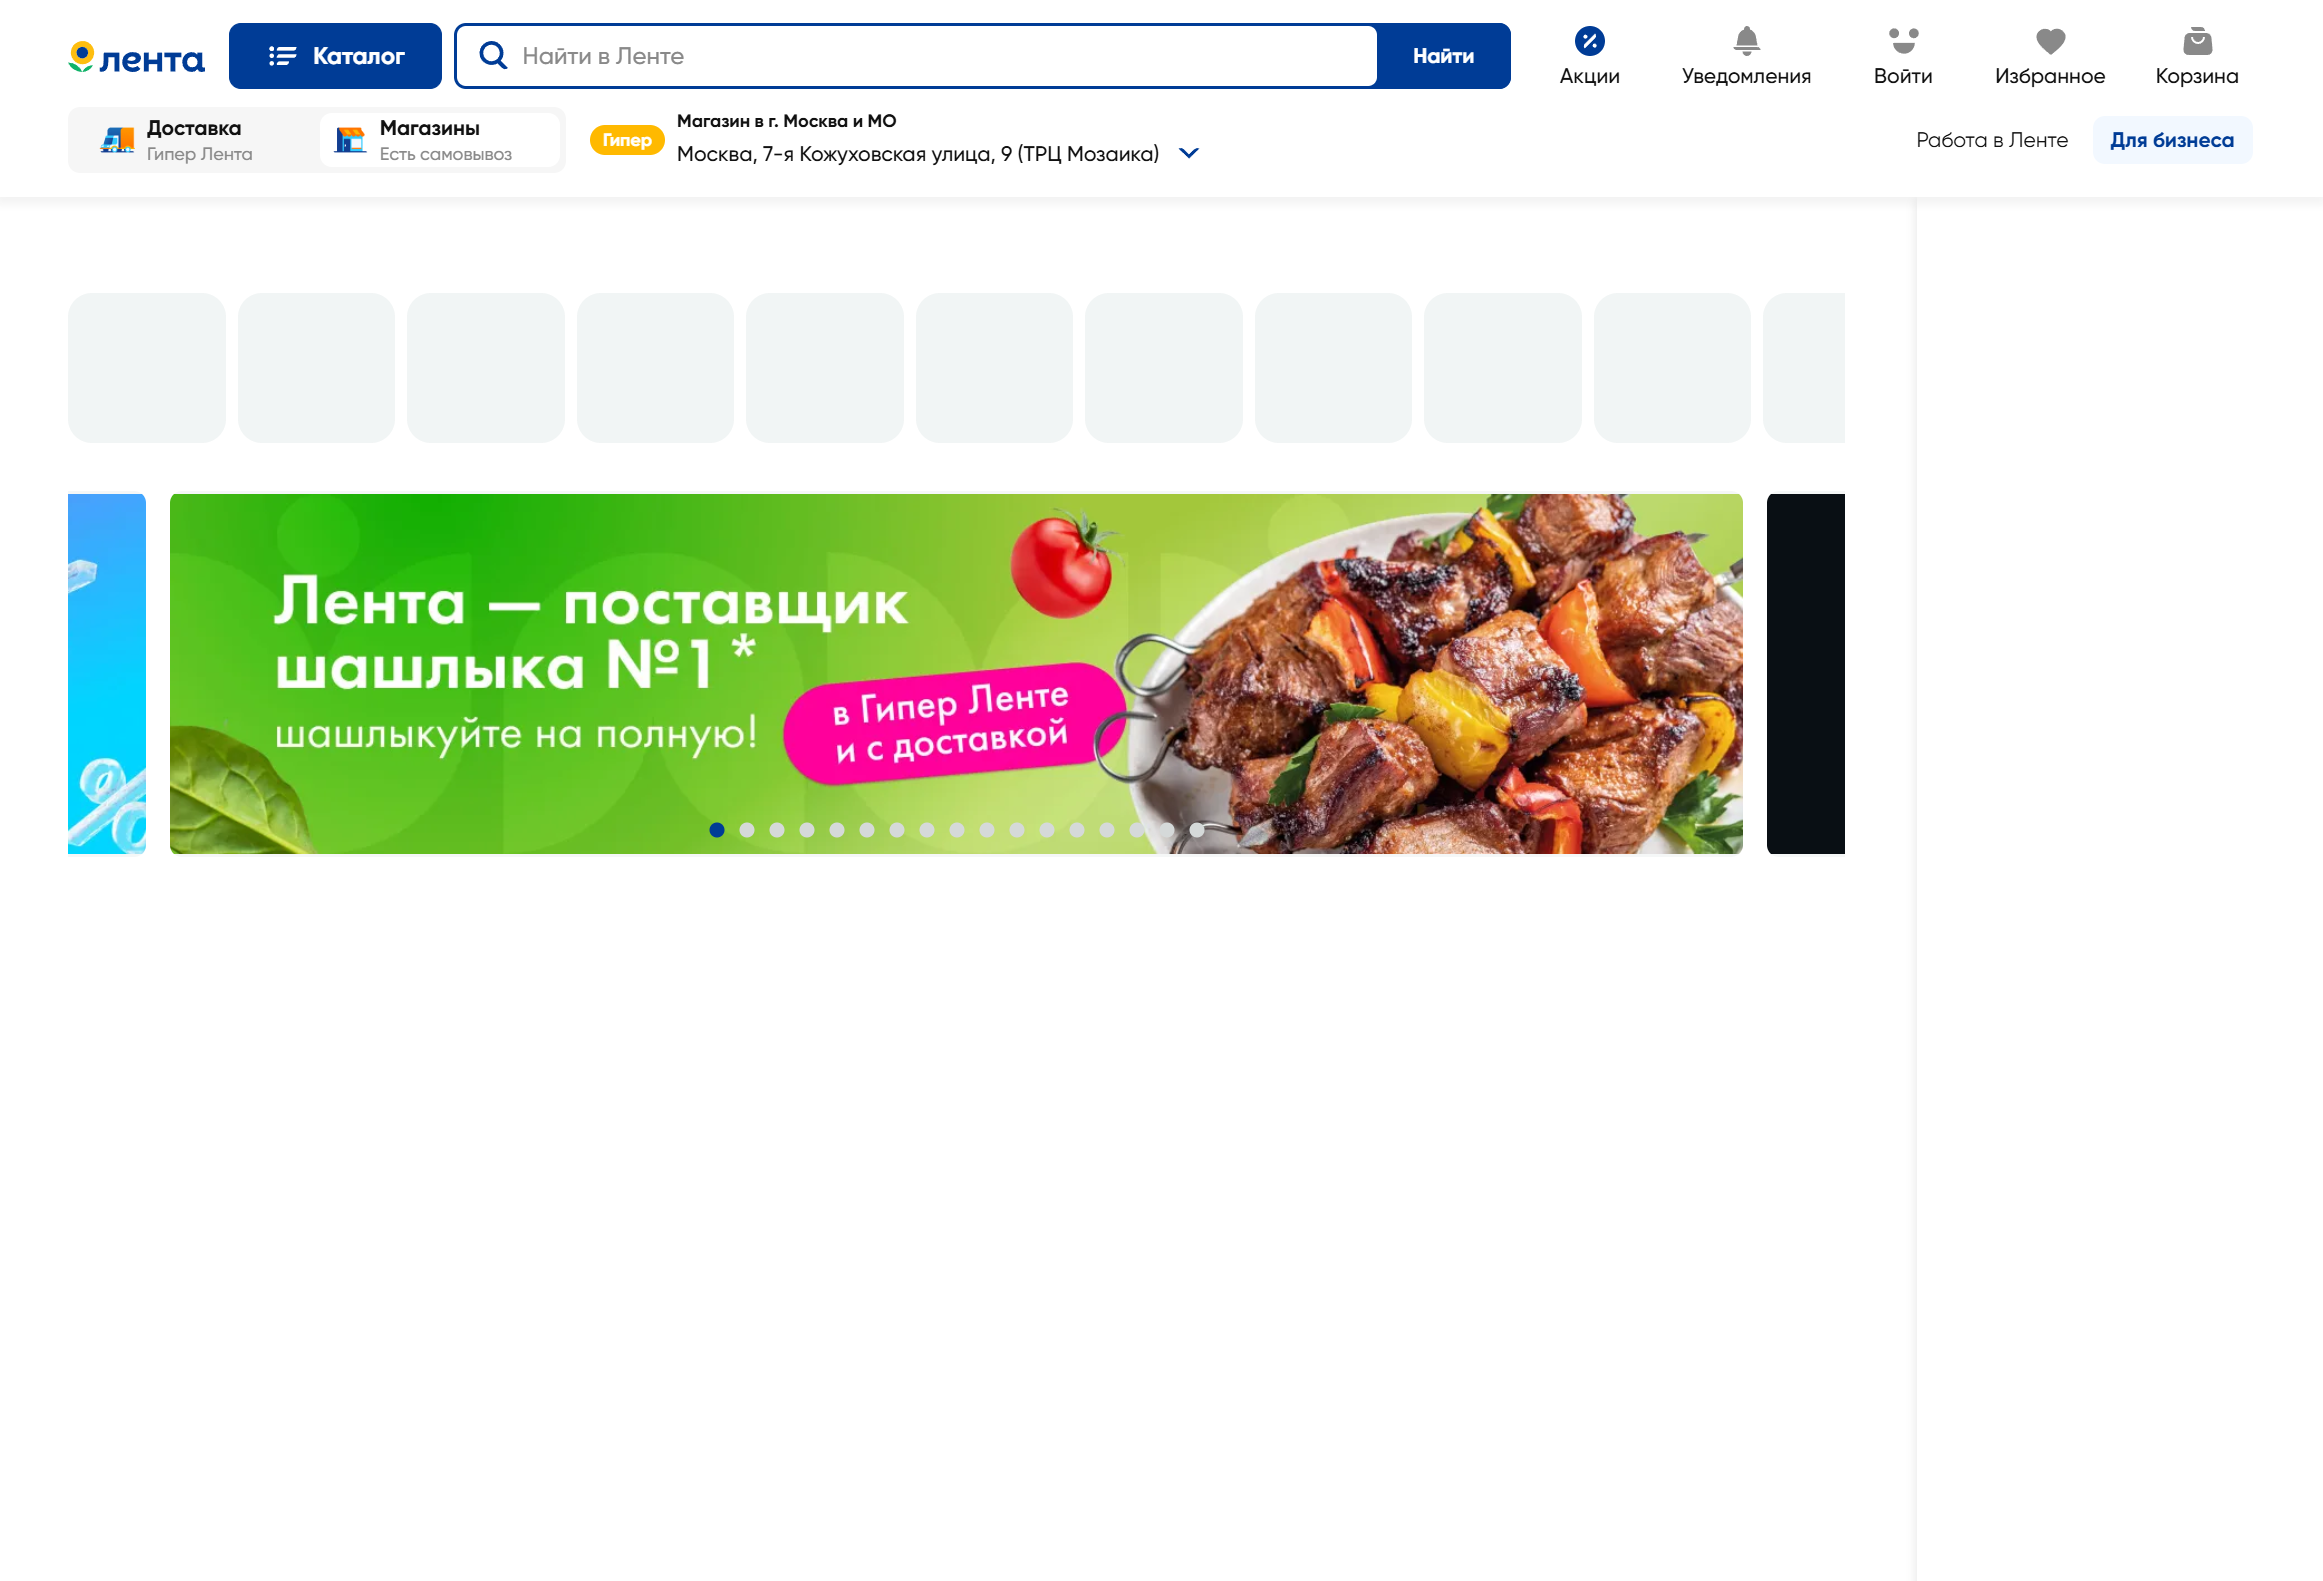 лента
Каталог
Найти в Ленте
Найти
Акции
Уведомления
Войти
Избранное
Корзина
Доставка
Гипер Лента
Магазины
Есть самовывоз
Гипер
Магазин в г. Москва и МО
Москва, 7-я Кожуховская улица, 9 (ТРЦ Мозаика)
Работа в Ленте
Для бизнеса
Лента — поставщик
шашлыка №1 *
шашлыкуйте на полную!
в Гипер Ленте
и с доставкой
%